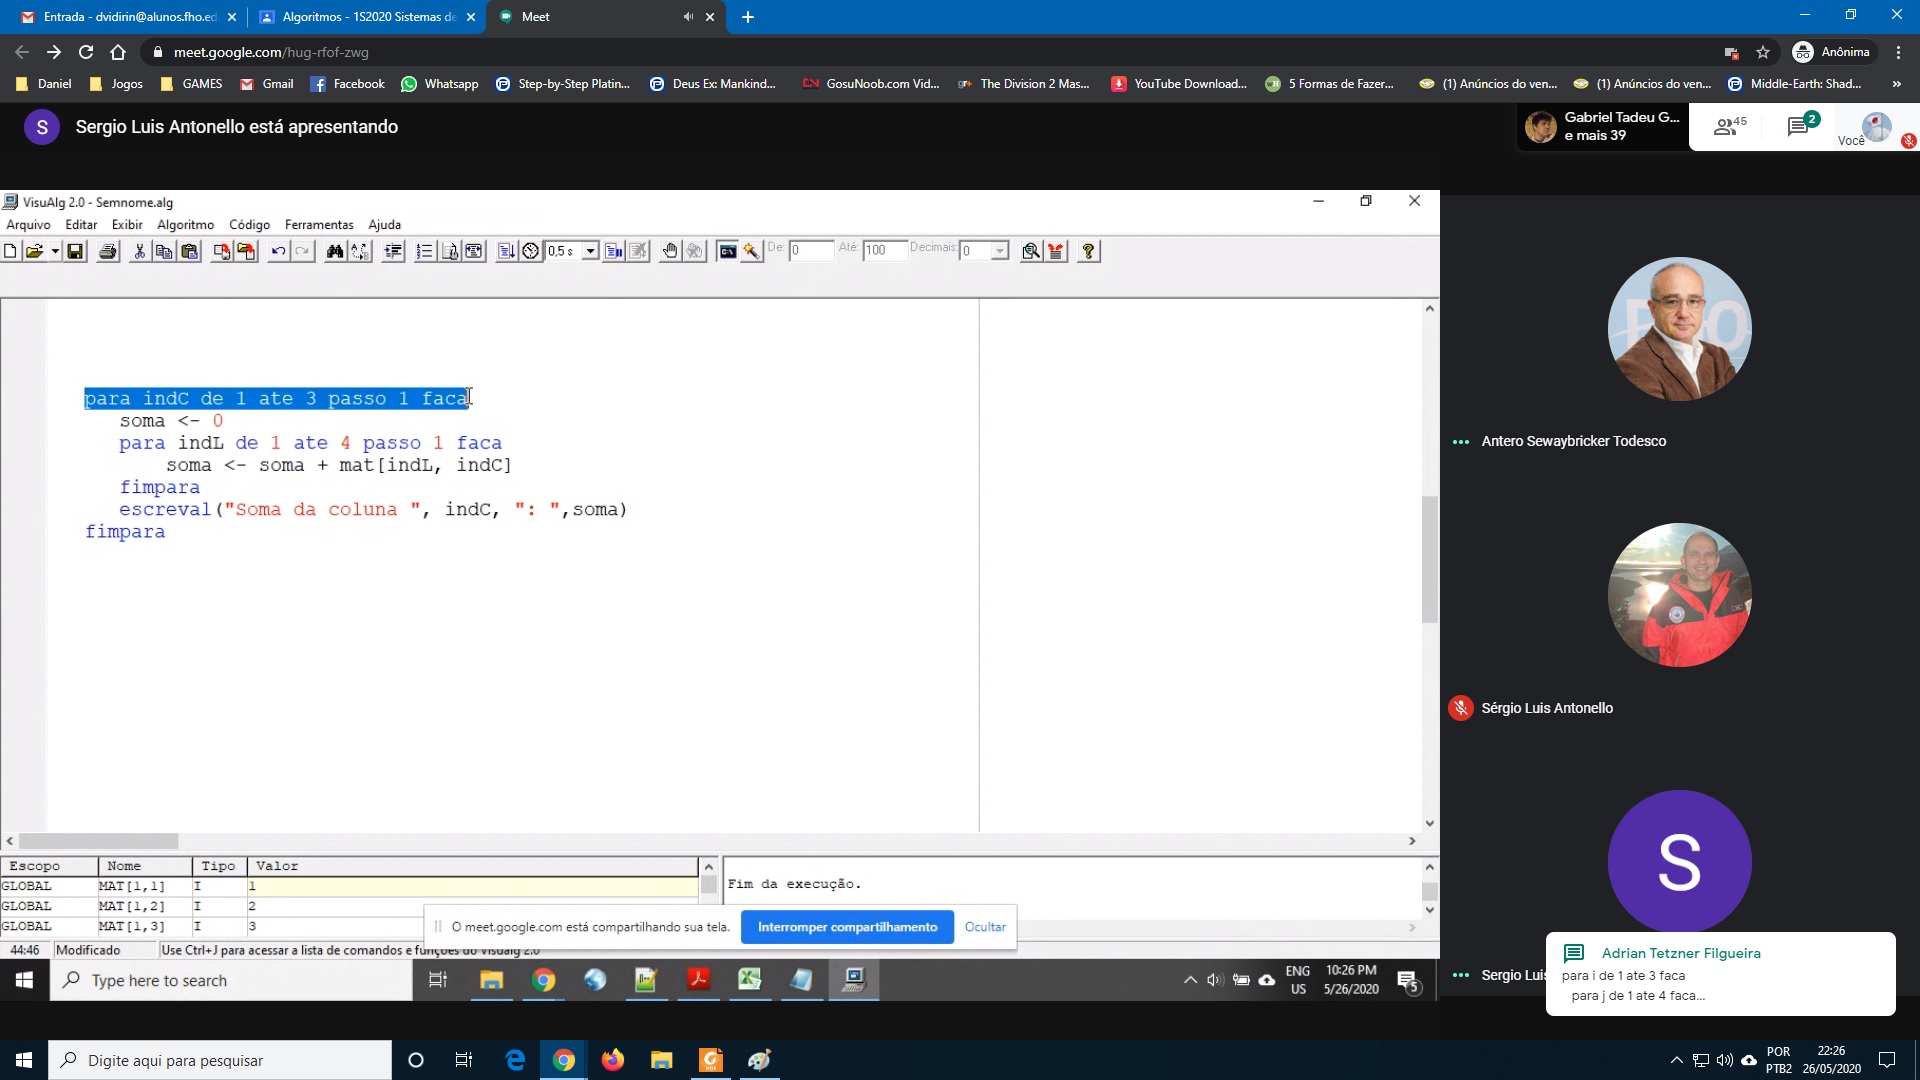 Entrada - dvidirin@alunos.fho.ed
Algoritmos - 1S2020 Sistemas de
Meet
meet.google.com/hug-rfof-zwg
Anônima
Daniel
Jogos
GAMES
Gmail
Facebook
Whatsapp
Step-by-Step Platin...
Deus Ex: Mankind...
GosuNoob.com Vid...
The Division 2 Mas...
YouTube Download...
5 Formas de Fazer...
(1) Anúncios do ven...
(1) Anúncios do ven...
Middle-Earth: Shad...
S
Sergio Luis Antonello está apresentando
Gabriel Tadeu G...
e mais 39
45
2
Você
VisuAlg 2.0 - Semnome.alg
Arquivo Editar Exibir Algoritmo Código Ferramentas Ajuda
0,5 s
De: 0 Até: 100 Decimais: 0
para indC de 1 ate 3 passo 1 faca
soma <- 0
para indL de 1 ate 4 passo 1 faca
soma <- soma + mat[indL, indC]
fimpara
escreval("Soma da coluna ", indC, ": ",soma)
fimpara
Escopo Nome Tipo Valor
GLOBAL MAT[1,1] I 1
GLOBAL MAT[1,2] I 2
GLOBAL MAT[1,3] I 3
Fim da execução.
O meet.google.com está compartilhando sua tela.
Interromper compartilhamento
Ocultar
44:46 Modificado Use Ctrl+J para acessar a lista de comandos e funções do Visualg 2.0
Type here to search
ENG
US
10:26 PM
5/26/2020
5
Antero Sewaybricker Todesco
Sérgio Luis Antonello
S
Sergio Luis
Adrian Tetzner Filgueira
para i de 1 ate 3 faca
para j de 1 ate 4 faca...
Digite aqui para pesquisar
POR
PTB2
22:26
26/05/2020